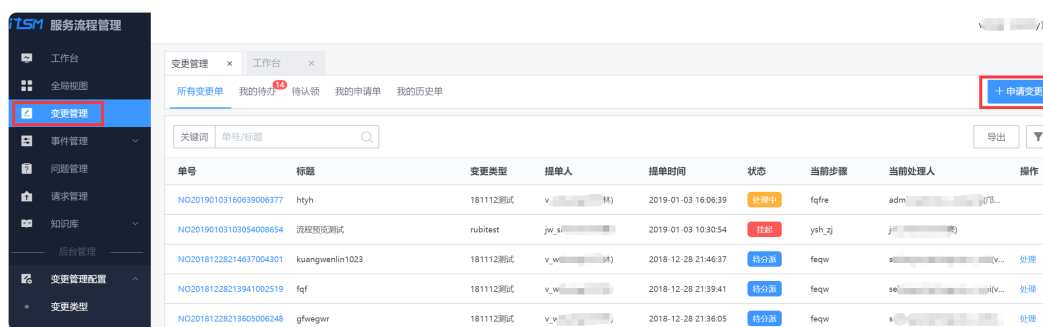 iTSM 服务流程管理
工作台
全局视图
变更管理
事件管理
问题管理
请求管理
知识库
后台管理
变更管理配置
变更类型
变更管理 × 工作台 ×
所有变更单 我的待办 14 待认领 我的申请单 我的历史单
+ 申请变更
关键词 单号/标题 导出
单号 标题 变更类型 提单人 提单时间 状态 当前步骤 当前处理人 操作
NO20190103160639006377 htyh 181112测试 v_ 林) 2019-01-03 16:06:39 处理中 fqfre adm
NO20190103103054008654 流程预览测试 rubitest jw_s 2019-01-03 10:30:54 挂起 ysh_zj
NO20181228214637004301 kuangwenlin1023 181112测试 v_w 林) 2018-12-28 21:46:37 待分派 feqw s (v... 处理
NO20181228213941002519 fqf 181112测试 v_w 2018-12-28 21:39:41 待分派 feqw se i(v... 处理
NO20181228213605006248 gfwegwr 181112测试 v_w 2018-12-28 21:36:05 待分派 feqw s (v... 处理